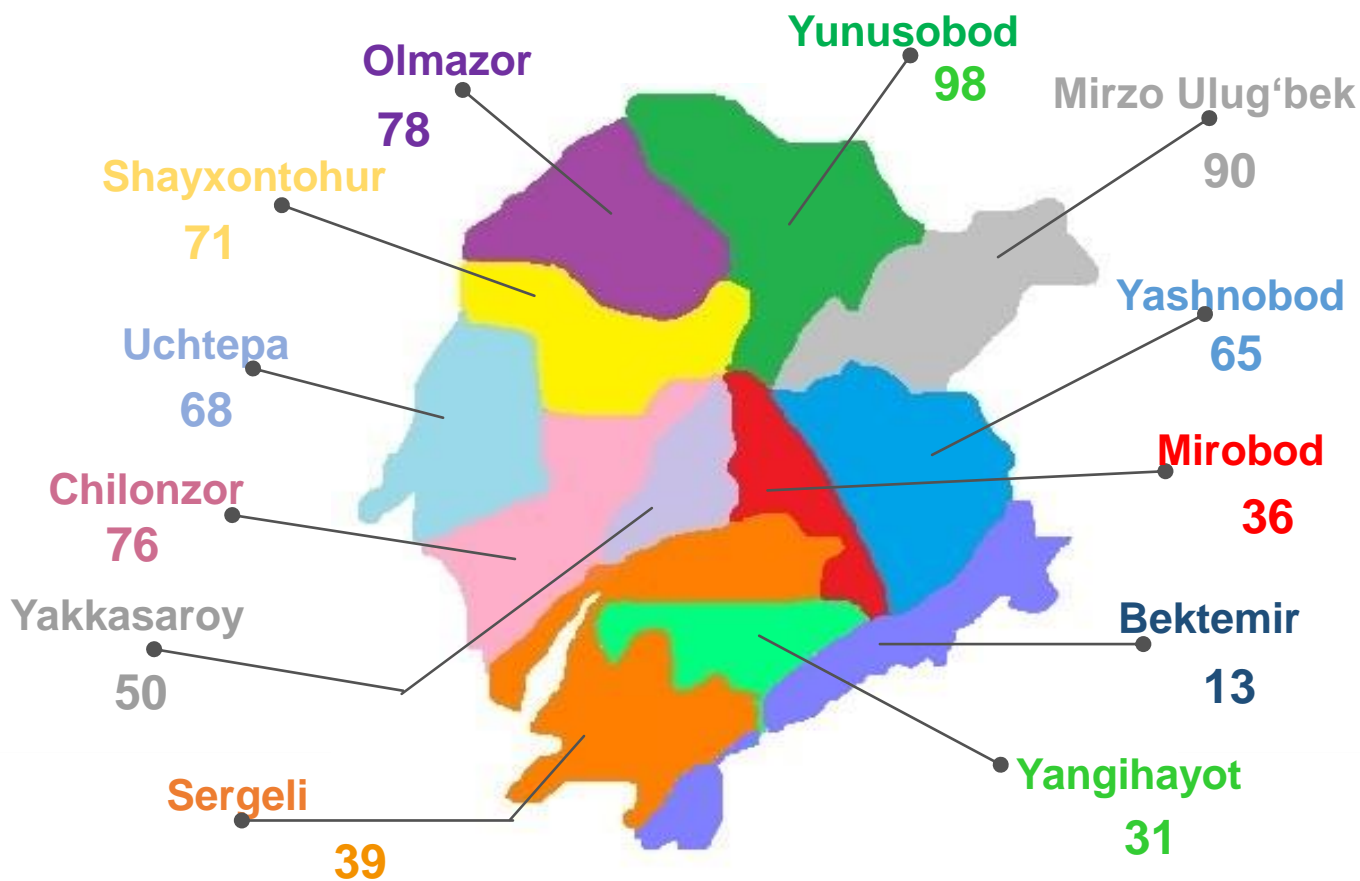 Yunusobod
98
Olmazor
78
Mirzo Ulug‘bek
90
Shayxontohur
71
Yashnobod
65
Uchtepa
68
Mirobod
36
Chilonzor
76
Yakkasaroy
50
Bektemir
13
Yangihayot
31
Sergeli
39